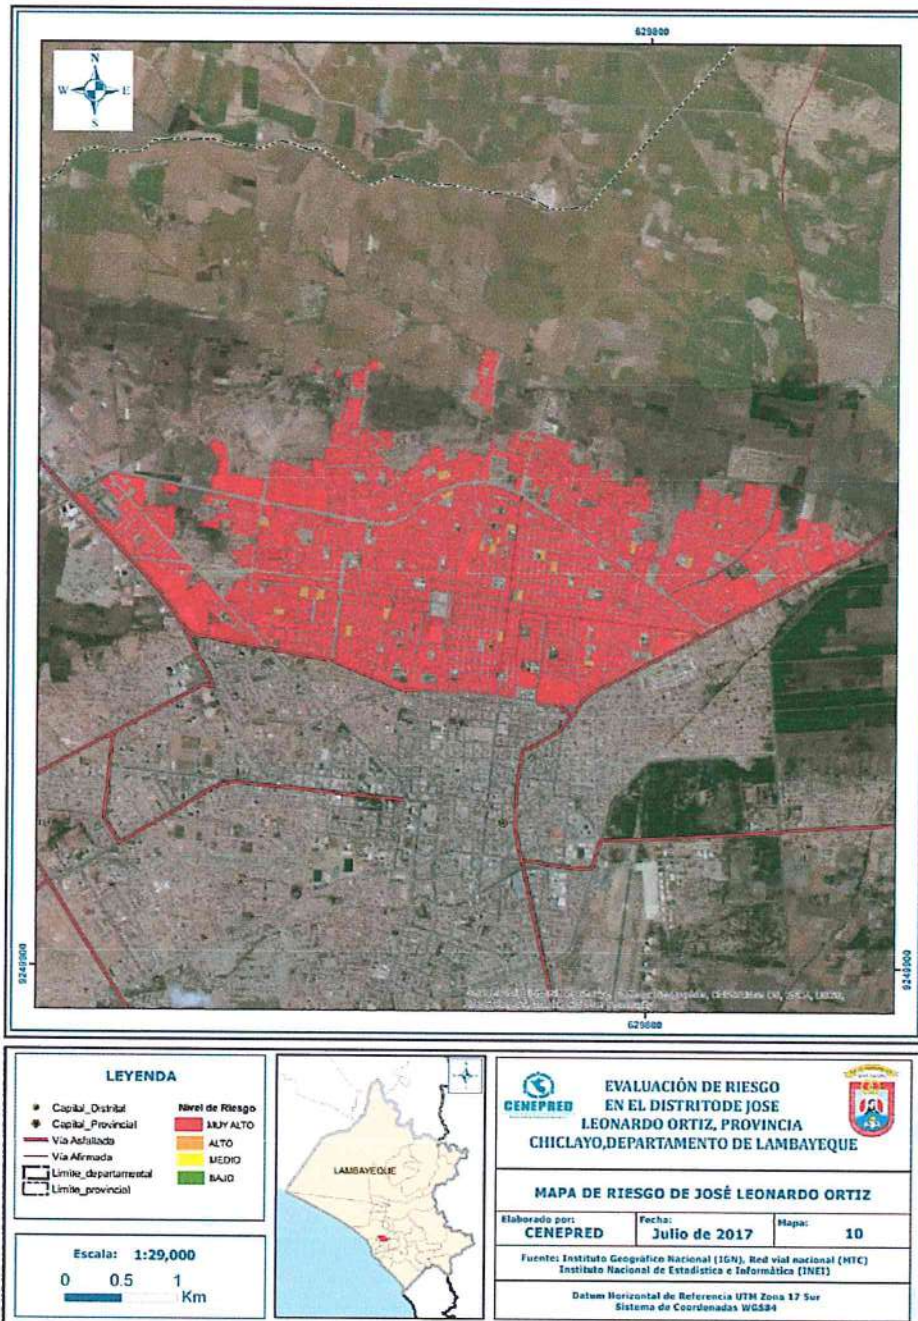 629800
N
W E
S
9249900
9249900
629800
LEYENDA
Capital_Distrital
Capital_Provincial
Vía Asfaltada
Vía Afirmada
Limite_departamental
Limite_provincial
Nivel de Riesgo
MUY ALTO
ALTO
MEDIO
BAJO
Escala: 1:29,000
0 0.5 1
Km
LAMBAYEQUE
CENEPRED
EVALUACIÓN DE RIESGO
EN EL DISTRITODE JOSE
LEONARDO ORTIZ, PROVINCIA
CHICLAYO,DEPARTAMENTO DE LAMBAYEQUE
MAPA DE RIESGO DE JOSÉ LEONARDO ORTIZ
Elaborado por:
CENEPRED
Fecha:
Julio de 2017
Mapa:
10
Fuente: Instituto Geográfico Nacional (IGN), Red vial nacional (MTC)
Instituto Nacional de Estadística e Informática (INEI)
Datum Horizontal de Referencia UTM Zona 17 Sur
Sistema de Coordenadas WGS84